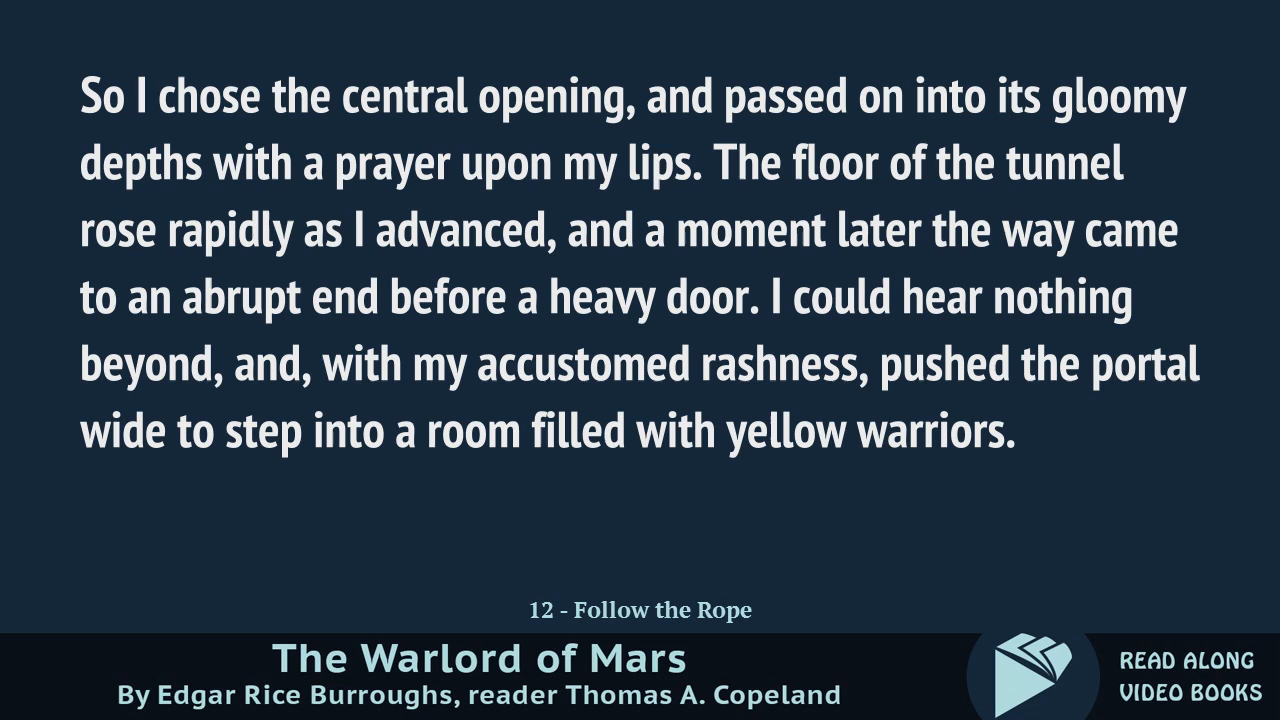 So I chose the central opening, and passed on into its gloomy
depths with a prayer upon my lips. The floor of the tunnel
rose rapidly as I advanced, and a moment later the way came
to an abrupt end before a heavy door. I could hear nothing
beyond, and, with my accustomed rashness, pushed the portal
wide to step into a room filled with yellow warriors.
12 - Follow the Rope
The Warlord of Mars
By Edgar Rice Burroughs, reader Thomas A. Copeland
READ ALONG
VIDEO BOOKS